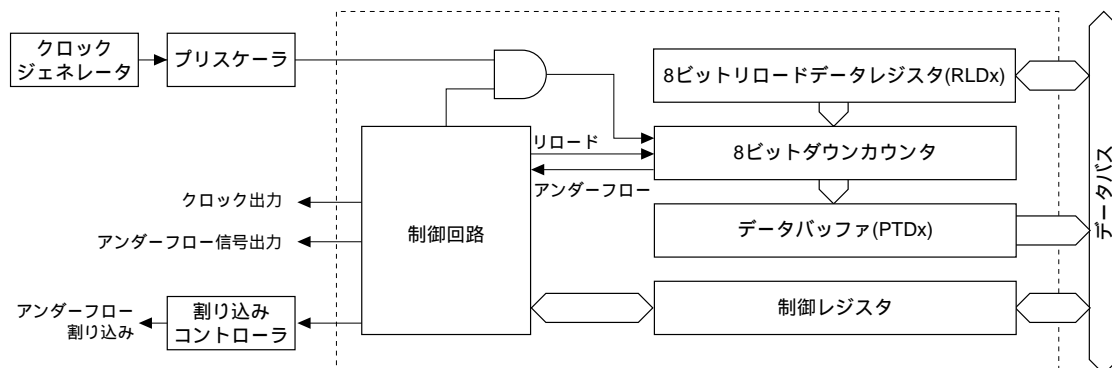 クロック
ジェネレータ
プリスケーラ
8ビットリロードデータレジスタ(RLDx)
リロード
8ビットダウンカウンタ
アンダーフロー
クロック出力
アンダーフロー信号出力
制御回路
データバッファ(PTDx)
データバス
アンダーフロー
割り込み
割り込み
コントローラ
制御レジスタ